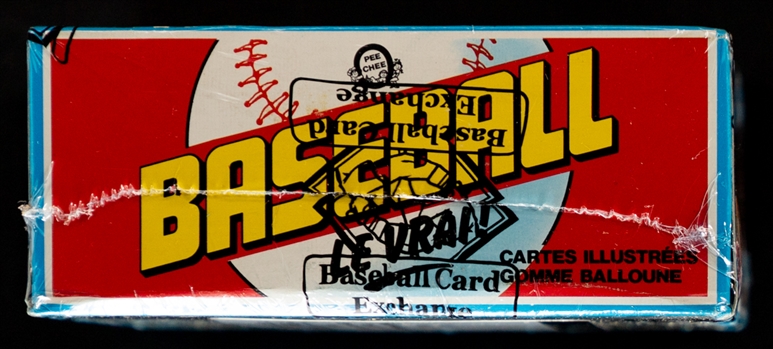 PEE
CHEE
Baseball Card
Exchange
BASEBALL
LE VRAI!
CARTES ILLUSTRÉES
GOMME BALLOUNE
Baseball Card
Exchange